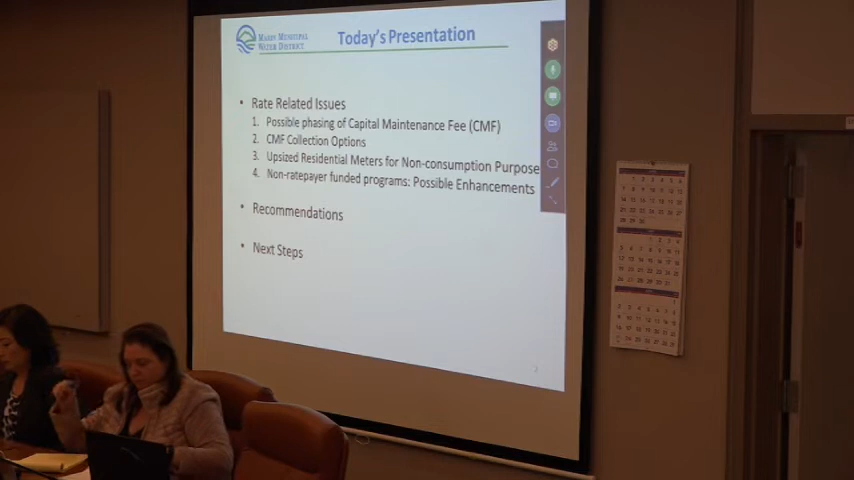 MARIN MUNICIPAL
WATER DISTRICT
Today's Presentation
• Rate Related Issues
1. Possible phasing of Capital Maintenance Fee (CMF)
2. CMF Collection Options
3. Upsized Residential Meters for Non-consumption Purpose
4. Non-ratepayer funded programs: Possible Enhancements
• Recommendations
• Next Steps
2